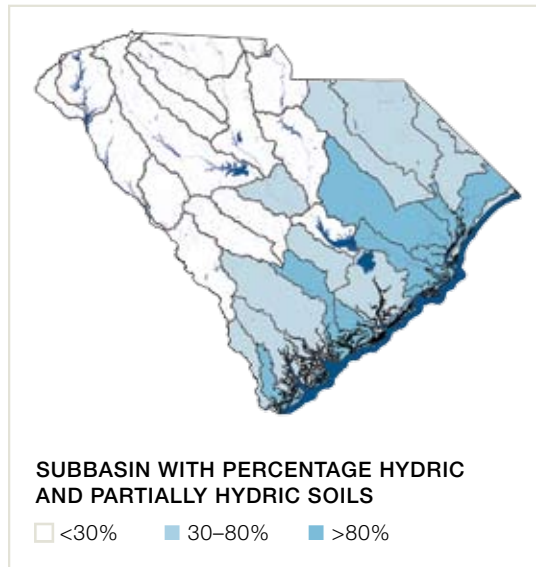 SUBBASIN WITH PERCENTAGE HYDRIC
AND PARTIALLY HYDRIC SOILS
<30% 30–80% >80%